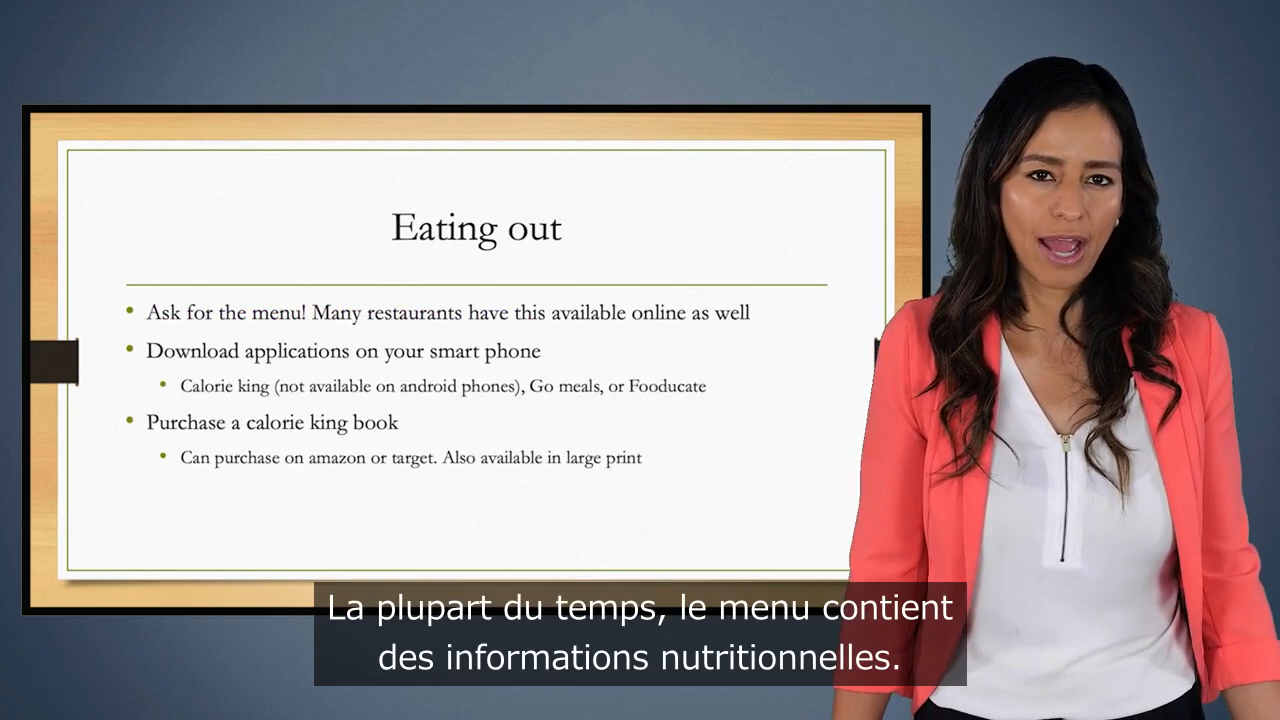 Eating out
• Ask for the menu! Many restaurants have this available online as well
• Download applications on your smart phone
• Calorie king (not available on android phones), Go meals, or Fooducate
• Purchase a calorie king book
• Can purchase on amazon or target. Also available in large print
La plupart du temps, le menu contient
des informations nutritionnelles.